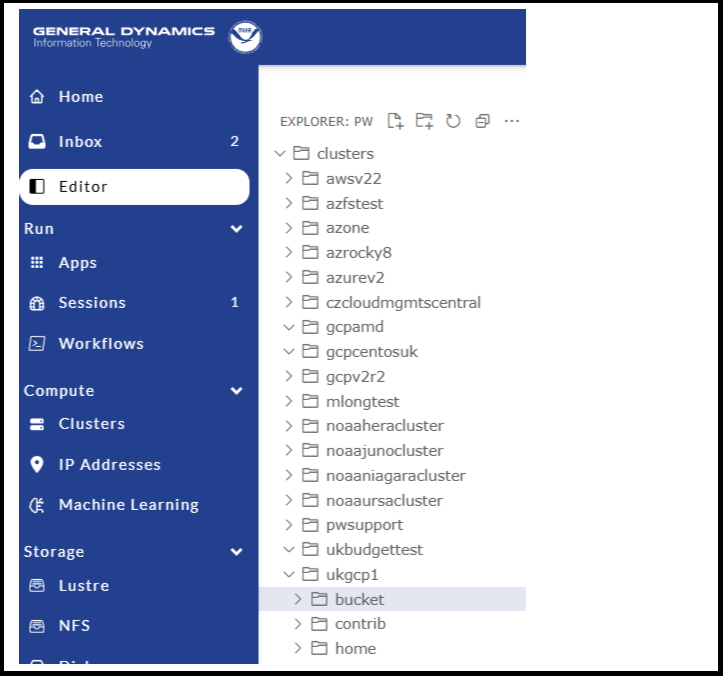 GENERAL DYNAMICS
Information Technology
Home
Inbox 2
Editor
Run
Apps
Sessions 1
Workflows
Compute
Clusters
IP Addresses
Machine Learning
Storage
Lustre
NFS
EXPLORER: PW
clusters
awsv22
azfstest
azone
azrocky8
azurev2
czcloudmgmtscentral
gcpamd
gcpcentosuk
gcpv2r2
mlongtest
noaaheracluster
noaajunocluster
noaaniagaracluster
noaaursacluster
pwsupport
ukbudgettest
ukgcp1
bucket
contrib
home